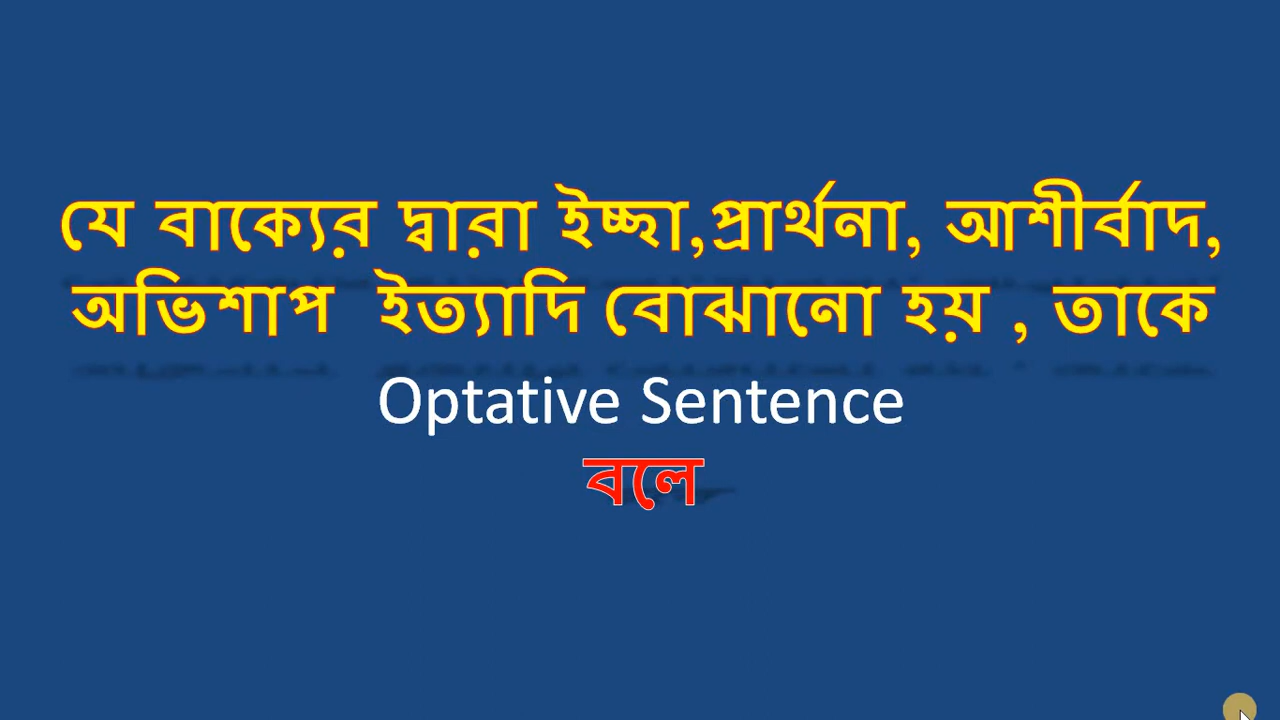 যে বাক্যের দ্বারা ইচ্ছা,প্রার্থনা, আশীর্বাদ,
অভিশাপ ইত্যাদি বোঝানো হয় , তাকে
Optative Sentence
বলে